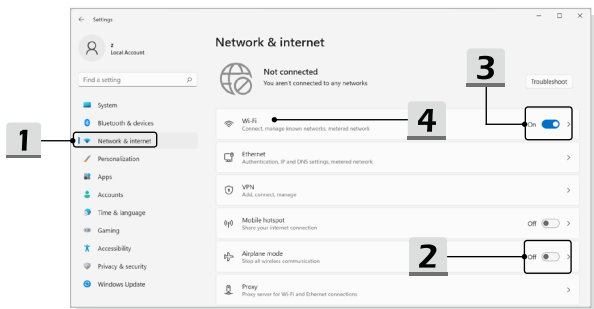 Settings
z
Local Account
Find a setting
System
Bluetooth & devices
1
Network & internet
Personalization
Apps
Accounts
Time & language
Gaming
Accessibility
Privacy & security
Windows Update
Network & internet
Not connected
You aren't connected to any networks
3
Troubleshoot
Wi-Fi
Connect, manage known networks, metered network
4
On
Ethernet
Authentication, IP and DNS settings, metered network
VPN
Add, connect, manage
Mobile hotspot
Share your internet connection
Off
Airplane mode
Stop all wireless communication
2
Off
Proxy
Proxy server for Wi-Fi and Ethernet connections